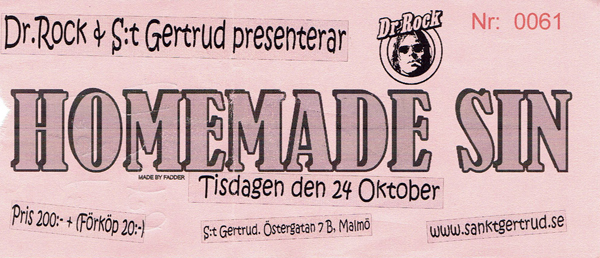 Dr.Rock & S:t Gertrud presenterar
Dr.Rock
Nr: 0061
HOMEMADE SIN
MADE BY FADDER
Tisdagen den 24 Oktober
Pris 200:- + (Förköp 20:-)
S:t Gertrud. Östergatan 7B, Malmö
www.sanktgertrud.se